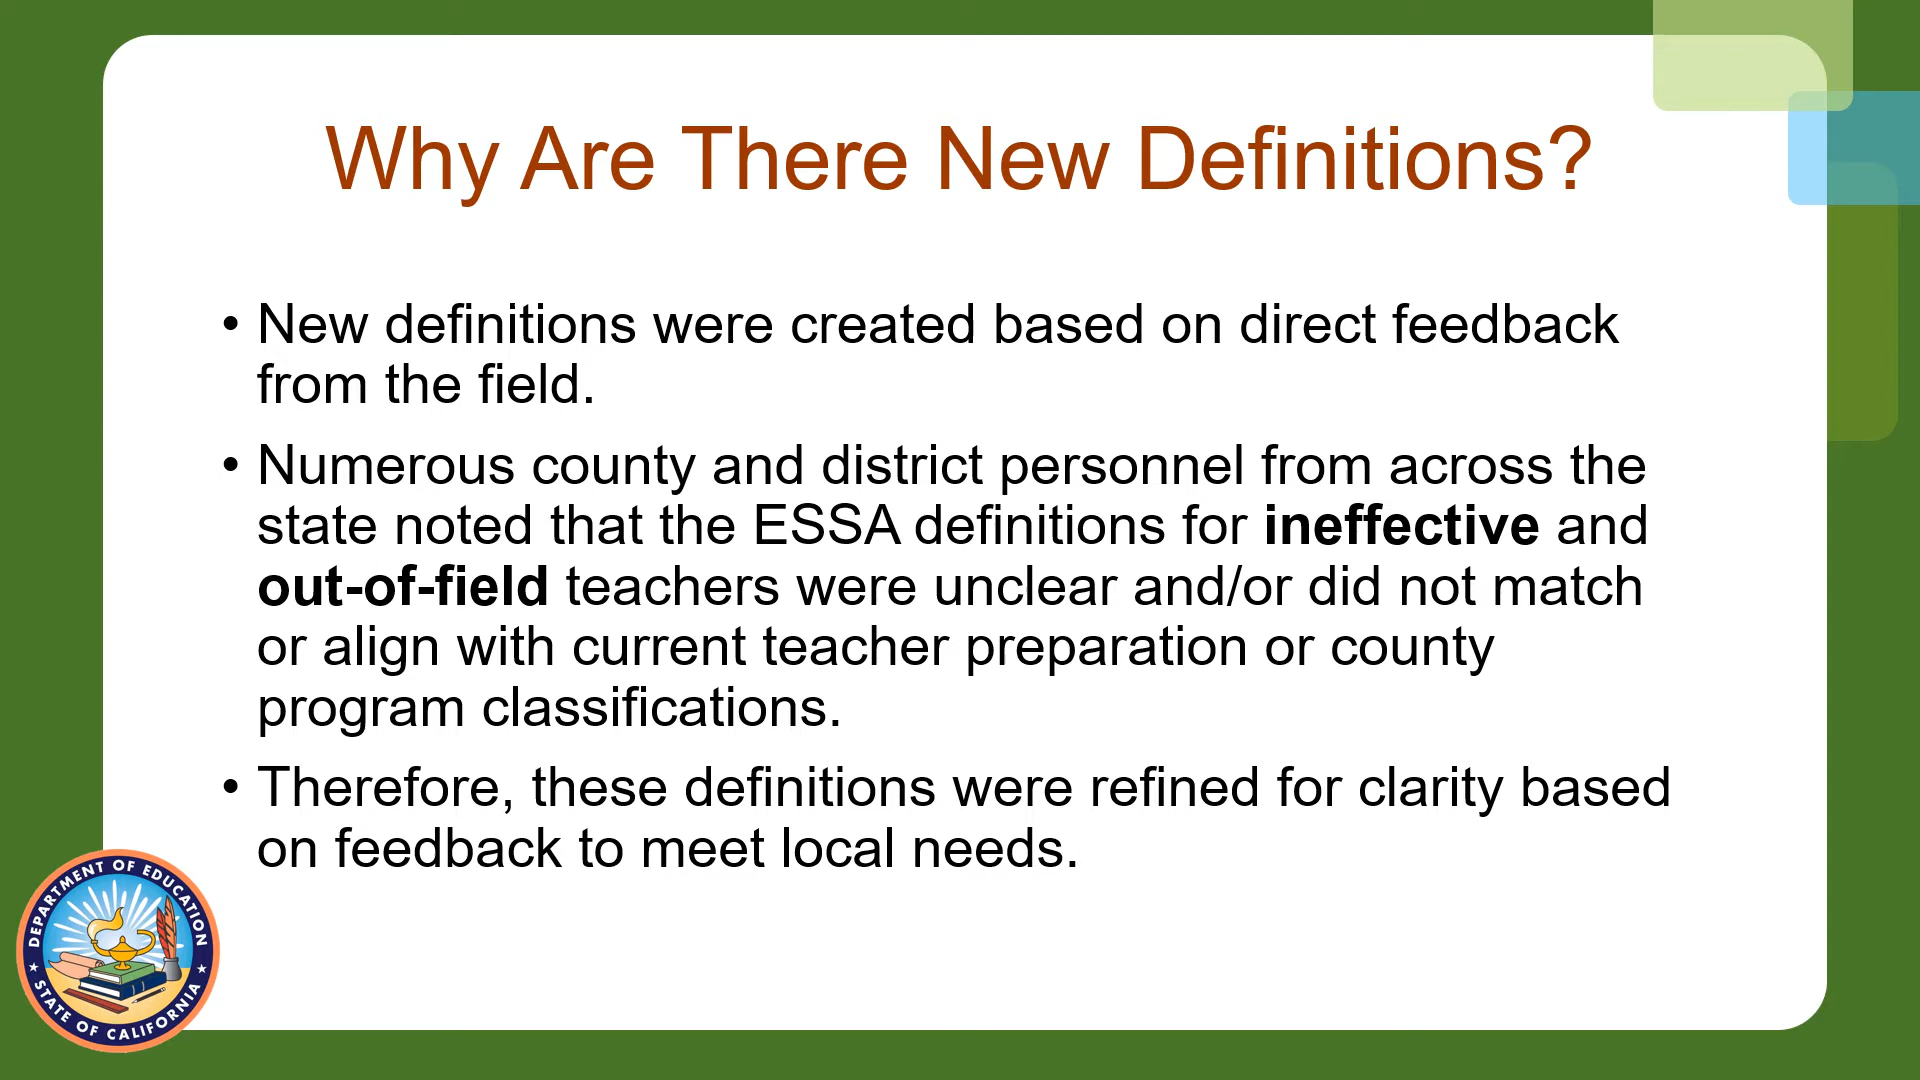 Why Are There New Definitions?
• New definitions were created based on direct feedback
from the field.
• Numerous county and district personnel from across the
state noted that the ESSA definitions for ineffective and
out-of-field teachers were unclear and/or did not match
or align with current teacher preparation or county
program classifications.
• Therefore, these definitions were refined for clarity based
on feedback to meet local needs.
DEPARTMENT OF EDUCATION
STATE OF CALIFORNIA